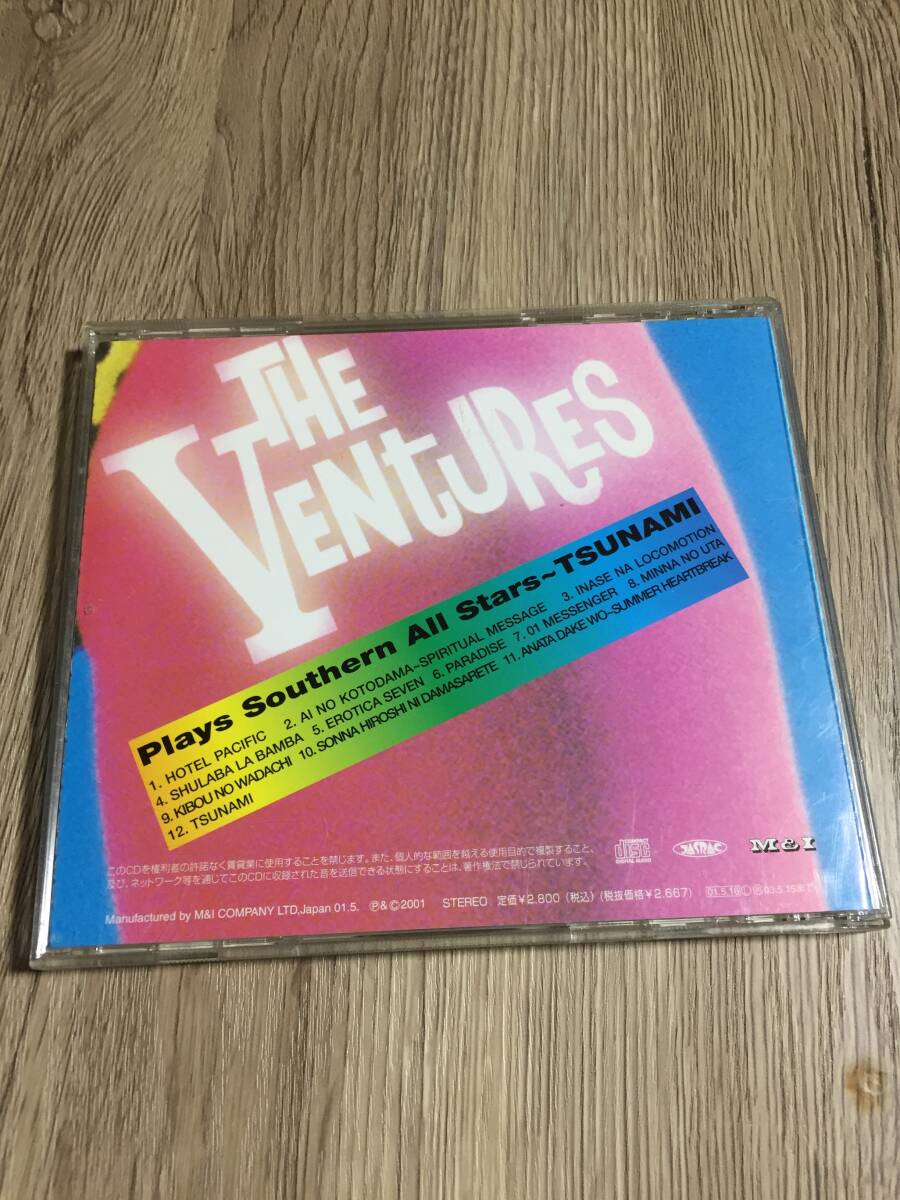 THE
VENTURES
Plays Southern All Stars~TSUNAMI
1. HOTEL PACIFIC 2. AI NO KOTODAMA~SPIRITUAL MESSAGE 3. INASE NA LOCOMOTION
4. SHULABA LA BAMBA 5. EROTICA SEVEN 6. PARADISE 7. 01 MESSENGER 8. MINNA NO UTA
9. KIBOU NO WADACHI 10. SONNA HIROSHI NI DAMASARETE 11. ANATA DAKE WO~SUMMER HEARTBREAK
12. TSUNAMI
このCDを権利者の許諾なく賃貸業に使用することを禁じます。また、個人的な範囲を越える使用目的で複製すること、
及び、ネットワーク等を通じてこのCDに収録された音を送信できる状態にすることは、著作権法で禁じられています。
COMPACT disc DIGITAL AUDIO JASRAC M&I
Manufactured by M&I COMPANY LTD,Japan 01.5. ℗&©2001 STEREO 定価¥2,800(税込)(税抜価格¥2,667) 01.5.16 Ⓛ